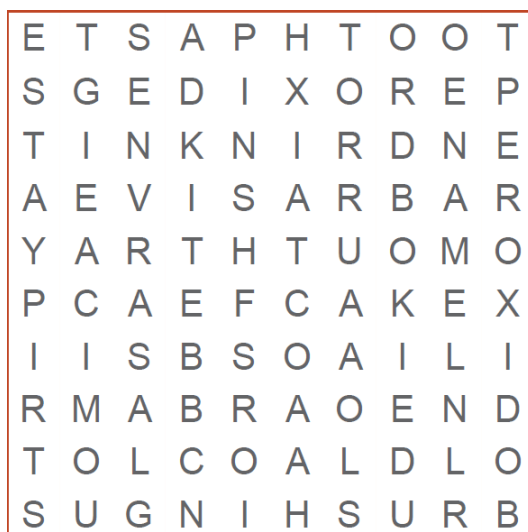 E T S A P H T O O T
S G E D I X O R E P
T I N K N I R D N E
A E V I S A R B A R
Y A R T H T U O M O
P C A E F C A K E X
I I S B S O A I L I
R M A B R A O E N D
T O L C O A L D L O
S U G N I H S U R B